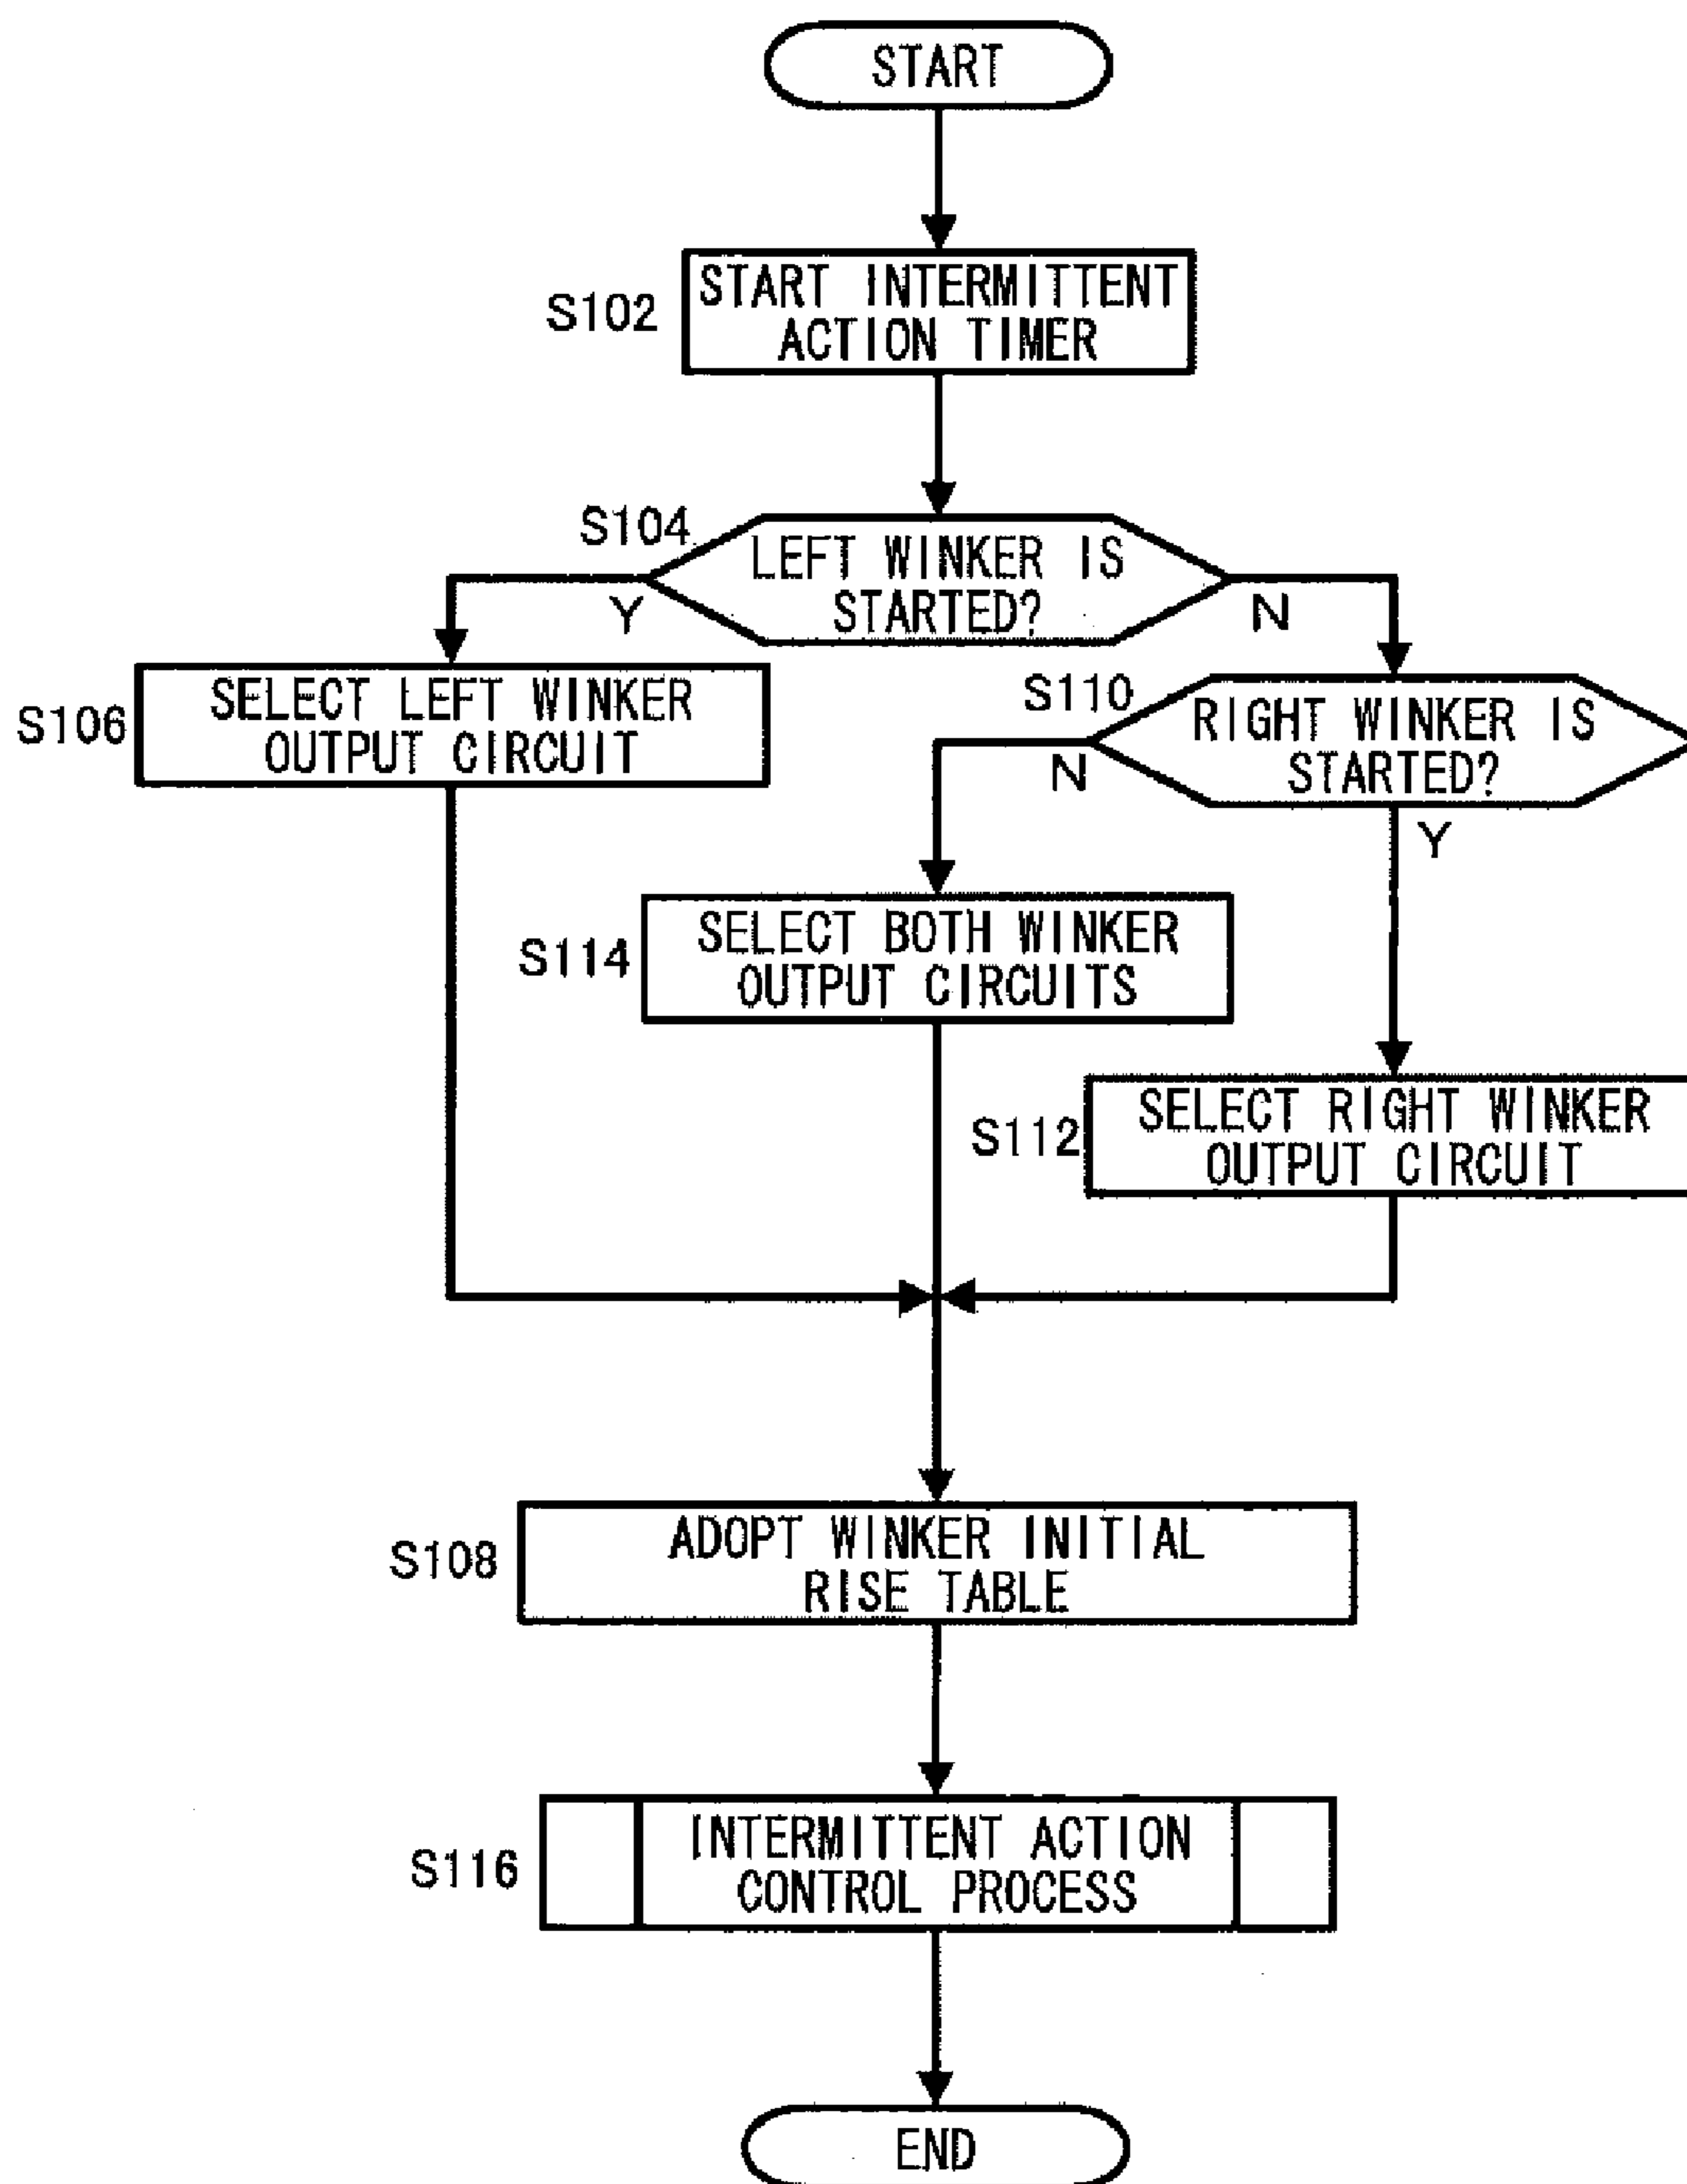 START
S102
START INTERMITTENT
ACTION TIMER
S104
LEFT WINKER IS
STARTED?
Y
N
S106
SELECT LEFT WINKER
OUTPUT CIRCUIT
S110
RIGHT WINKER IS
STARTED?
N
Y
S114
SELECT BOTH WINKER
OUTPUT CIRCUITS
S112
SELECT RIGHT WINKER
OUTPUT CIRCUIT
S108
ADOPT WINKER INITIAL
RISE TABLE
S116
INTERMITTENT ACTION
CONTROL PROCESS
END